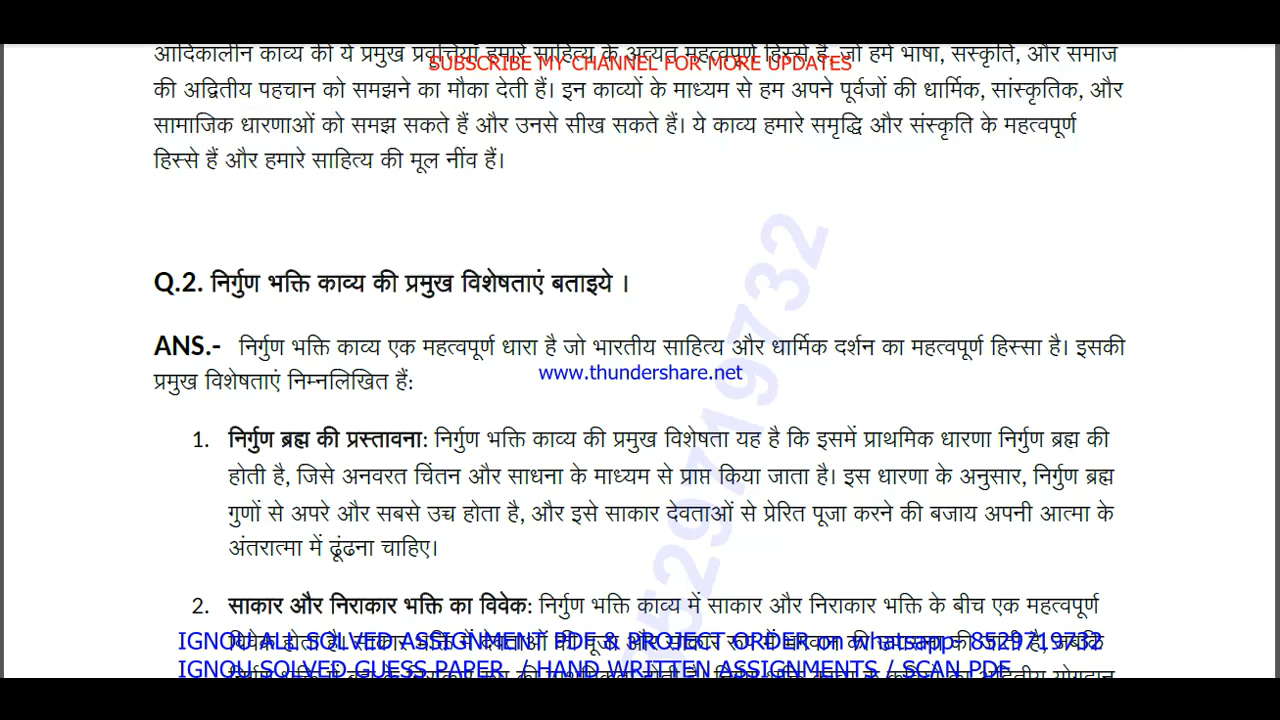 आदिकालीन काव्य की ये प्रमुख प्रवृत्तियां हमारे साहित्य के अत्यंत महत्वपूर्ण हिस्से हैं, जो हमें भाषा, संस्कृति, और समाज
SUBSCRIBE MY CHANNEL FOR MORE UPDATES
की अद्वितीय पहचान को समझने का मौका देती हैं। इन काव्यों के माध्यम से हम अपने पूर्वजों की धार्मिक, सांस्कृतिक, और
सामाजिक धारणाओं को समझ सकते हैं और उनसे सीख सकते हैं। ये काव्य हमारे समृद्धि और संस्कृति के महत्वपूर्ण
हिस्से हैं और हमारे साहित्य की मूल नींव हैं।
Q.2. निर्गुण भक्ति काव्य की प्रमुख विशेषताएं बताइये ।
ANS.- निर्गुण भक्ति काव्य एक महत्वपूर्ण धारा है जो भारतीय साहित्य और धार्मिक दर्शन का महत्वपूर्ण हिस्सा है। इसकी
www.thundershare.net
प्रमुख विशेषताएं निम्नलिखित हैं:
1. निर्गुण ब्रह्म की प्रस्तावना: निर्गुण भक्ति काव्य की प्रमुख विशेषता यह है कि इसमें प्राथमिक धारणा निर्गुण ब्रह्म की
होती है, जिसे अनवरत चिंतन और साधना के माध्यम से प्राप्त किया जाता है। इस धारणा के अनुसार, निर्गुण ब्रह्म
गुणों से अपरे और सबसे उच्च होता है, और इसे साकार देवताओं से प्रेरित पूजा करने की बजाय अपनी आत्मा के
अंतरात्मा में ढूंढना चाहिए।
2. साकार और निराकार भक्ति का विवेक: निर्गुण भक्ति काव्य में साकार और निराकार भक्ति के बीच एक महत्वपूर्ण
IGNOU ALL SOLVED ASSIGNMENT PDF & PROJECT ORDER on whatsapp- 8529719732
IGNOU SOLVED GUESS PAPER / HAND WRITTEN ASSIGNMENTS / SCAN PDF
529719732